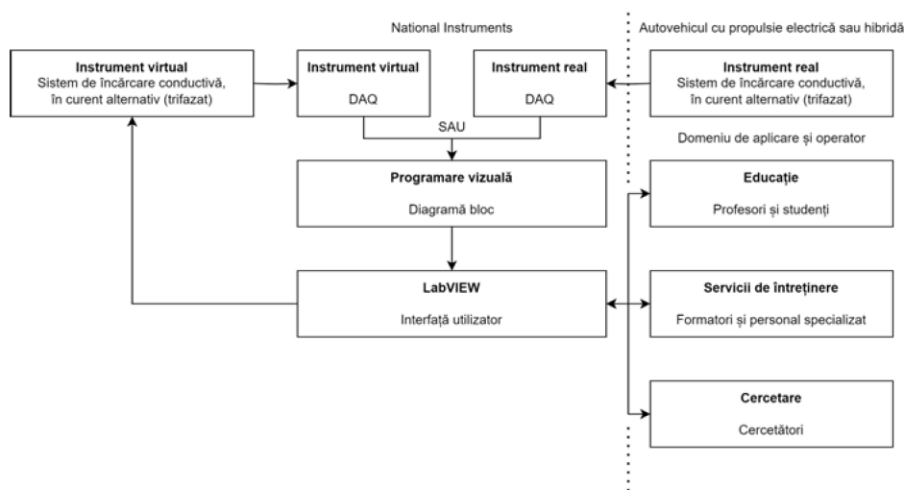 National Instruments
Autovehicul cu propulsie electrică sau hibridă
Instrument virtual
Sistem de încărcare conductivă,
în curent alternativ (trifazat)
Instrument virtual
DAQ
Instrument real
DAQ
Instrument real
Sistem de încărcare conductivă,
în curent alternativ (trifazat)
SAU
Domeniu de aplicare și operator
Programare vizuală
Diagramă bloc
Educație
Profesori și studenți
LabVIEW
Interfață utilizator
Servicii de întreținere
Formatori și personal specializat
Cercetare
Cercetători